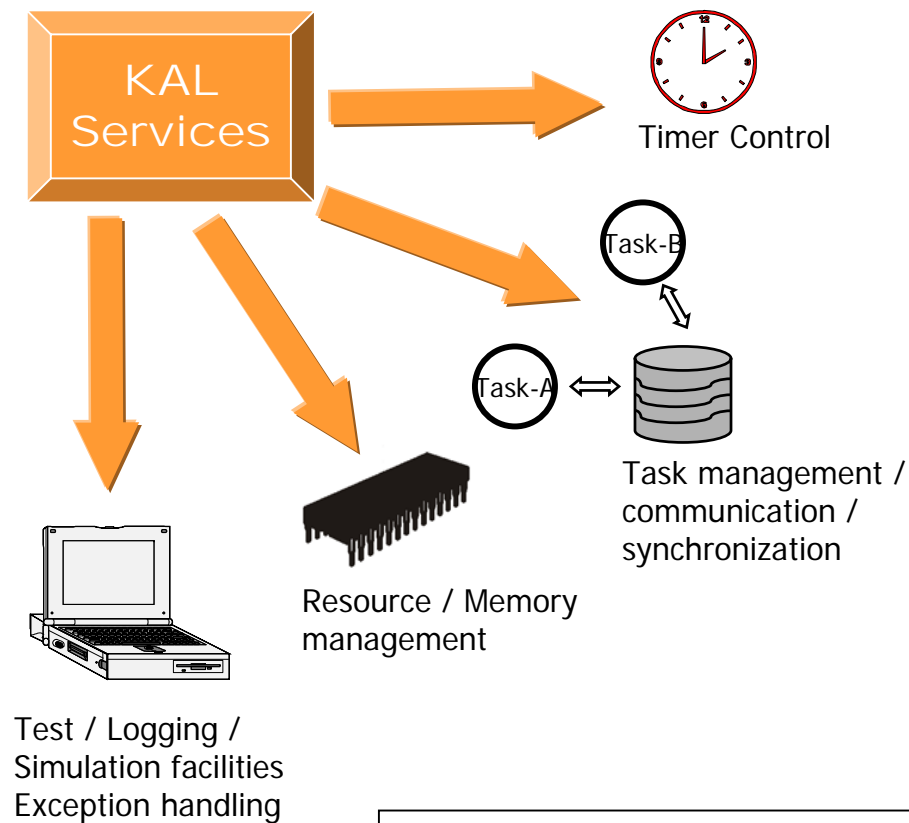 KAL
Services
12
Timer Control
Task-B
Task-A
Task management /
communication /
synchronization
Resource / Memory
management
Test / Logging /
Simulation facilities
Exception handling